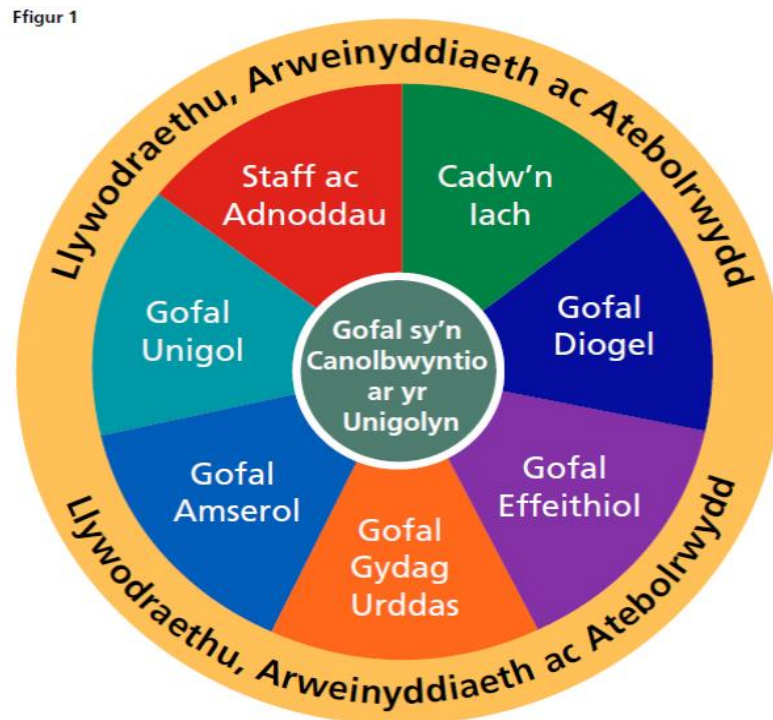 Ffigur 1
Llywodraethu, Arweinyddiaeth ac Atebolrwydd
Staff ac
Adnoddau
Cadw'n
Iach
Gofal
Unigol
Gofal
Diogel
Gofal sy'n
Canolbwyntio
ar yr
Unigolyn
Gofal
Amserol
Gofal
Effeithiol
Gofal
Gydag
Urddas
Llywodraethu, Arweinyddiaeth ac Atebolrwydd